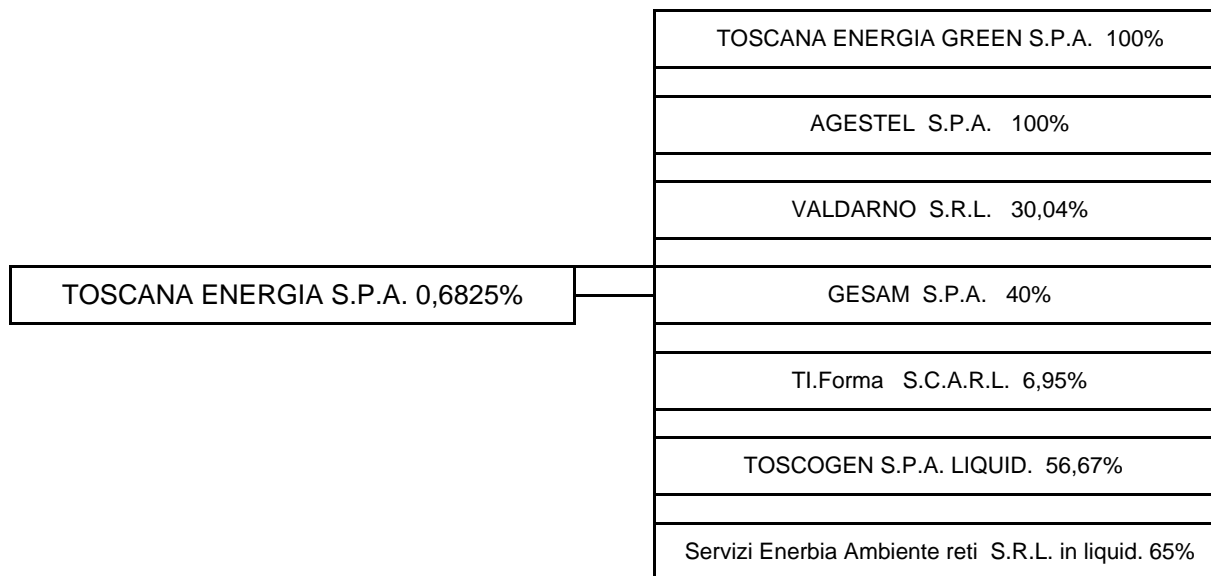 TOSCANA ENERGIA S.P.A. 0,6825%
TOSCANA ENERGIA GREEN S.P.A. 100%
AGESTEL S.P.A. 100%
VALDARNO S.R.L. 30,04%
GESAM S.P.A. 40%
TI.Forma S.C.A.R.L. 6,95%
TOSCOGEN S.P.A. LIQUID. 56,67%
Servizi Enerbia Ambiente reti S.R.L. in liquid. 65%